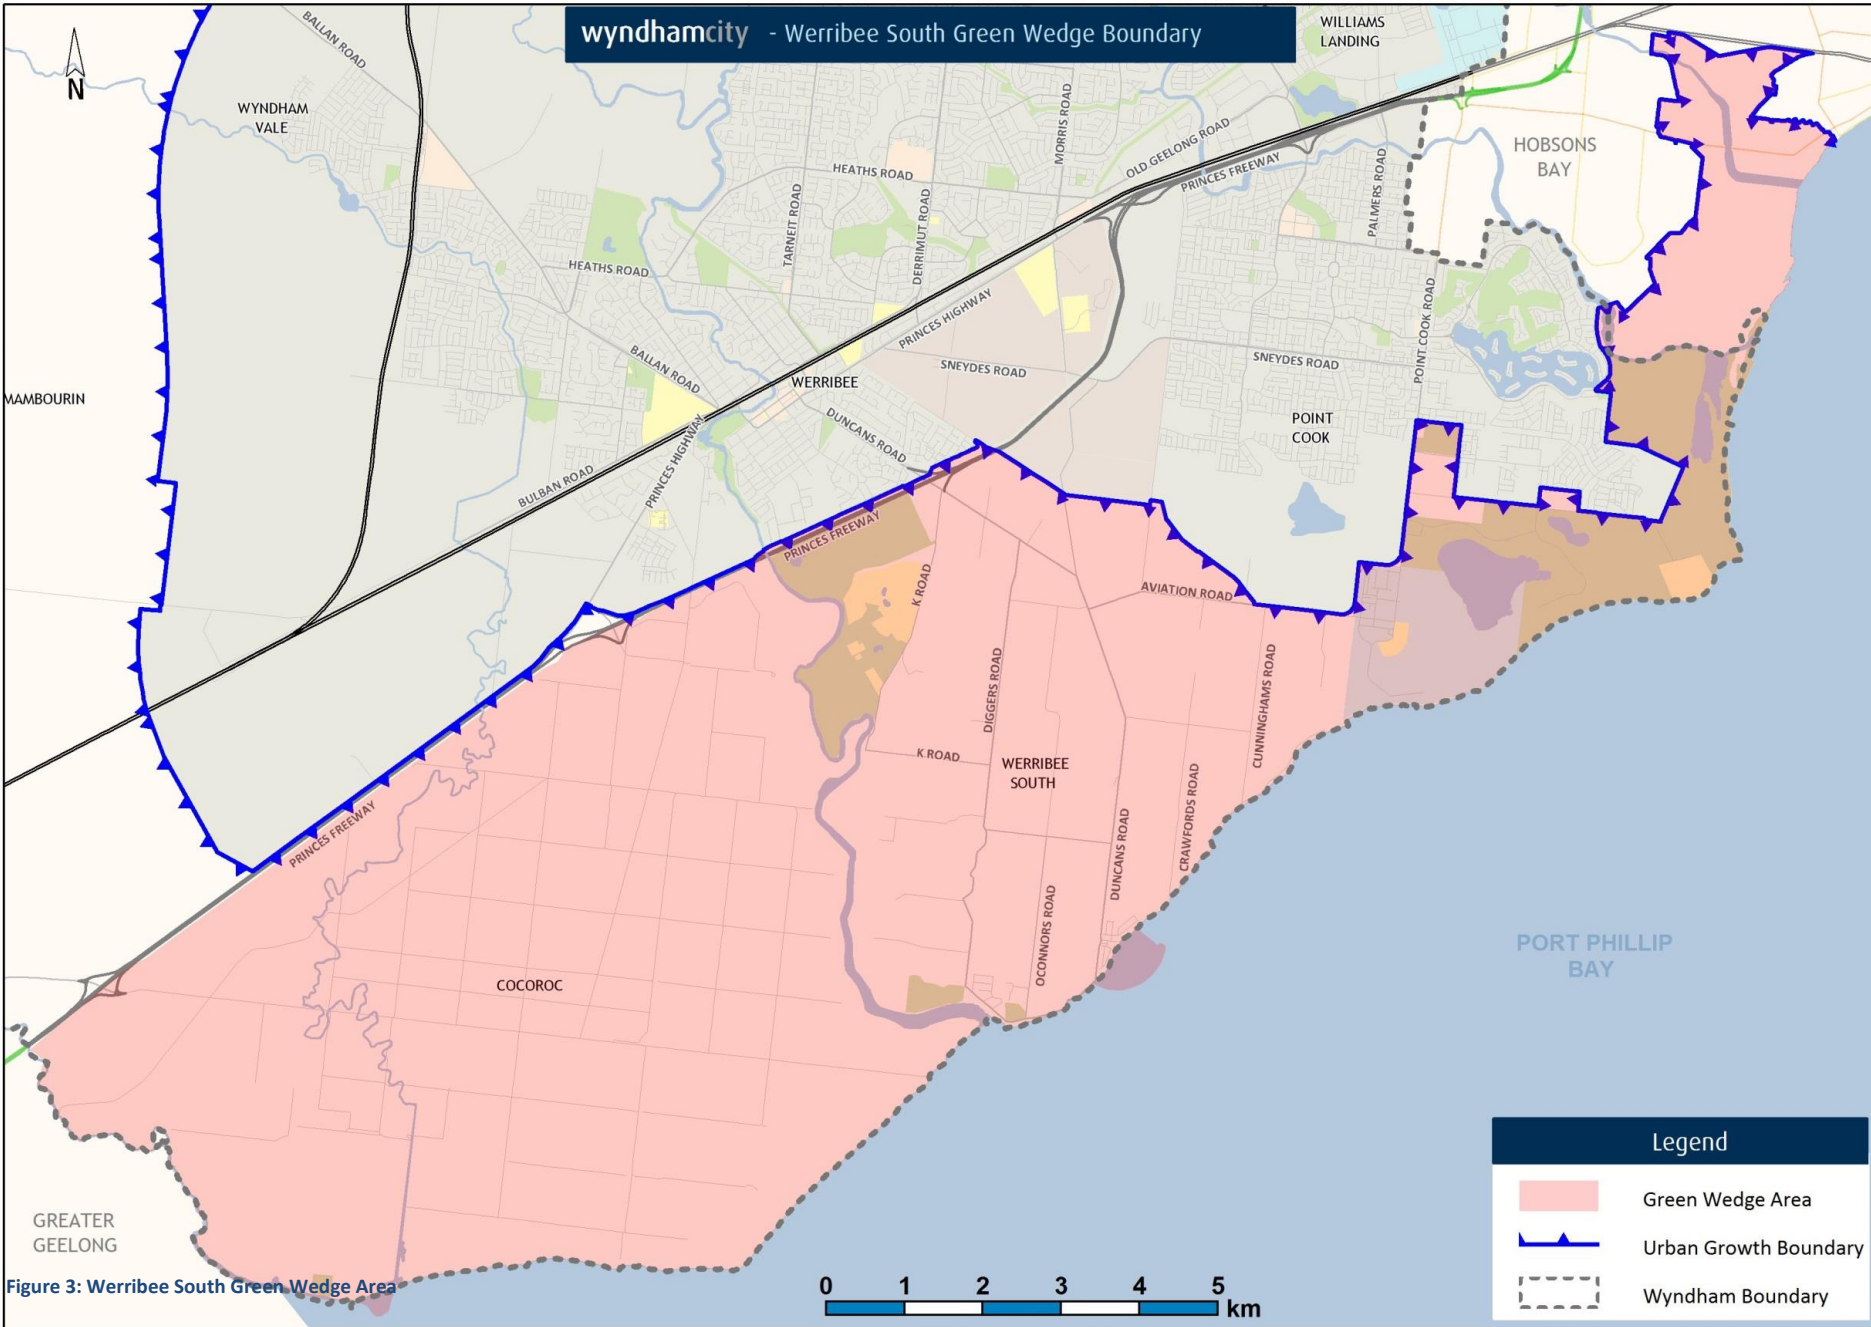 wyndhamcity - Werribee South Green Wedge Boundary
N
BALLAN ROAD
WYNDHAM
VALE
WILLIAMS
LANDING
HOBSONS
BAY
MORRIS ROAD
OLD GEELONG ROAD
PRINCES FREEWAY
HEATHS ROAD
TARNEIT ROAD
DERRIMUT ROAD
PALMERS ROAD
HEATHS ROAD
PRINCES HIGHWAY
POINT COOK ROAD
SNEYDES ROAD
SNEYDES ROAD
BALLAN ROAD
WERRIBEE
MAMBOURIN
DUNCANS ROAD
POINT
COOK
PRINCES HIGHWAY
BULBAN ROAD
PRINCES FREEWAY
K ROAD
AVIATION ROAD
DIGGERS ROAD
CUNNINGHAMS ROAD
K ROAD
WERRIBEE
SOUTH
CRAWFORDS ROAD
DUNCANS ROAD
PRINCES FREEWAY
OCONNORS ROAD
COCOROC
PORT PHILLIP
BAY
GREATER
GEELONG
Figure 3: Werribee South Green Wedge Area
0 1 2 3 4 5
km
Legend
Green Wedge Area
Urban Growth Boundary
Wyndham Boundary